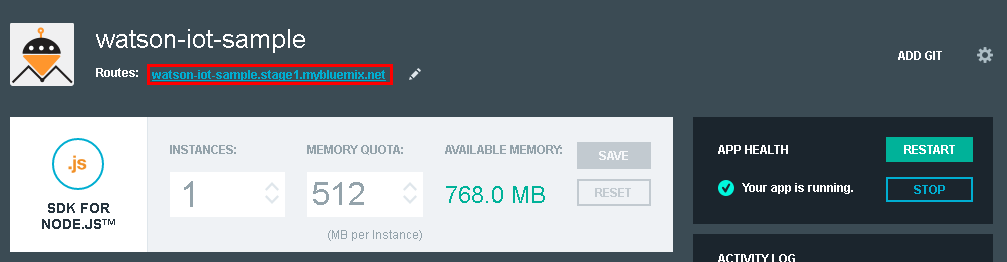 watson-iot-sample
Routes: watson-iot-sample.stage1.mybluemix.net
ADD GIT
.js
SDK FOR
NODE.JS™
INSTANCES:
1
MEMORY QUOTA:
512
(MB per Instance)
AVAILABLE MEMORY:
768.0 MB
SAVE
RESET
APP HEALTH
RESTART
Your app is running.
STOP
ACTIVITY LOG